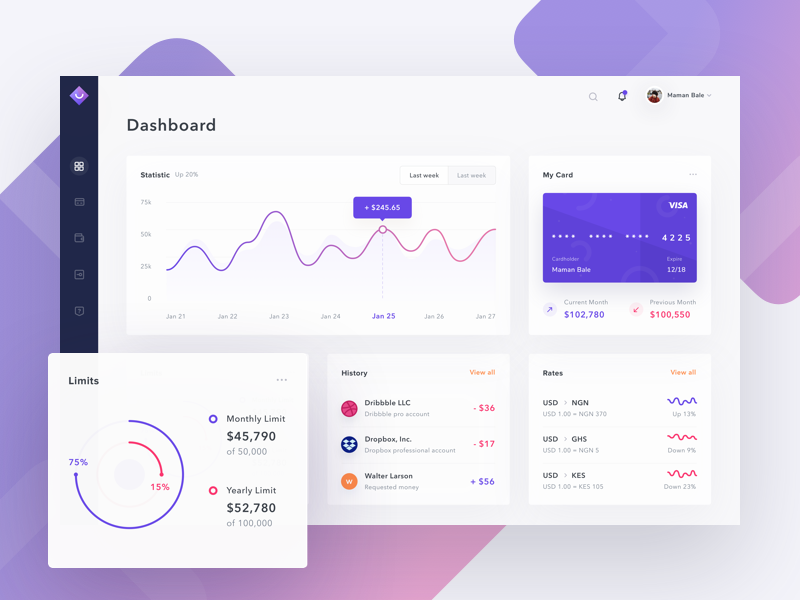 Maman Bale
Dashboard
Statistic Up 20%
Last week Last week
75k
50k
25k
0
+ $245.65
Jan 21 Jan 22 Jan 23 Jan 24 Jan 25 Jan 26 Jan 27
My Card
VISA
**** **** **** 4225
Cardholder Expire
Maman Bale 12/18
Current Month
$102,780
Previous Month
$100,550
Limits
75%
15%
Monthly Limit
$45,790
of 50,000
Yearly Limit
$52,780
of 100,000
History View all
Dribbble LLC
Dribbble pro account
- $36
Dropbox, Inc.
Dropbox professional account
- $17
W
Walter Larson
Requested money
+ $56
Rates View all
USD > NGN
USD 1.00 = NGN 370
Up 13%
USD > GHS
USD 1.00 = NGN 5
Down 9%
USD > KES
USD 1.00 = KES 105
Down 23%